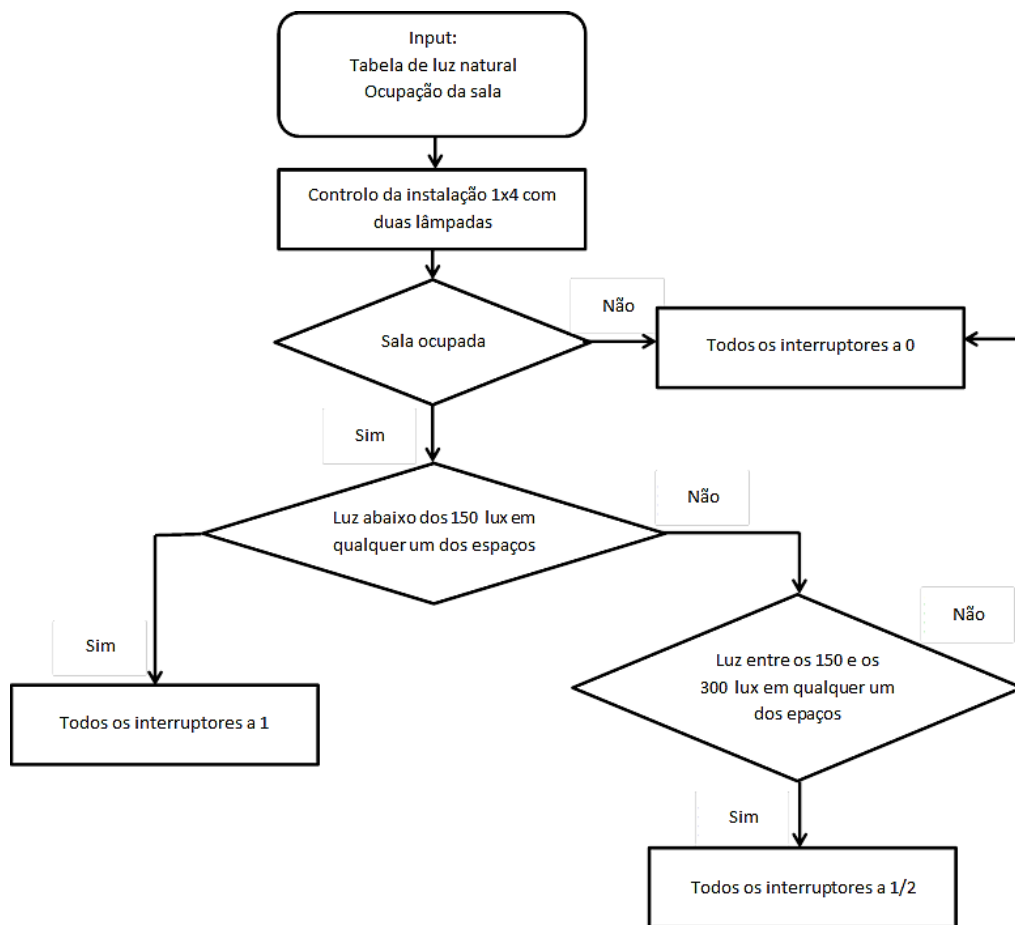 Input:
Tabela de luz natural
Ocupação da sala
Controlo da instalação 1x4 com
duas lâmpadas
Sala ocupada
Não
Todos os interruptores a 0
Sim
Luz abaixo dos 150 lux em
qualquer um dos espaços
Não
Sim
Todos os interruptores a 1
Não
Luz entre os 150 e os
300 lux em qualquer um
dos epaços
Sim
Todos os interruptores a 1/2